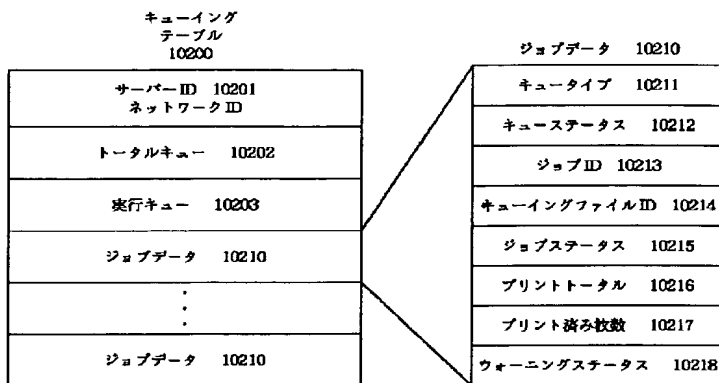 キューイング
テーブル
10200
サーバーID 10201
ネットワークID
トータルキュー 10202
実行キュー 10203
ジョブデータ 10210
ジョブデータ 10210
ジョブデータ 10210
キュータイプ 10211
キューステータス 10212
ジョブID 10213
キューイングファイルID 10214
ジョブステータス 10215
プリントトータル 10216
プリント済み枚数 10217
ウォーニングステータス 10218